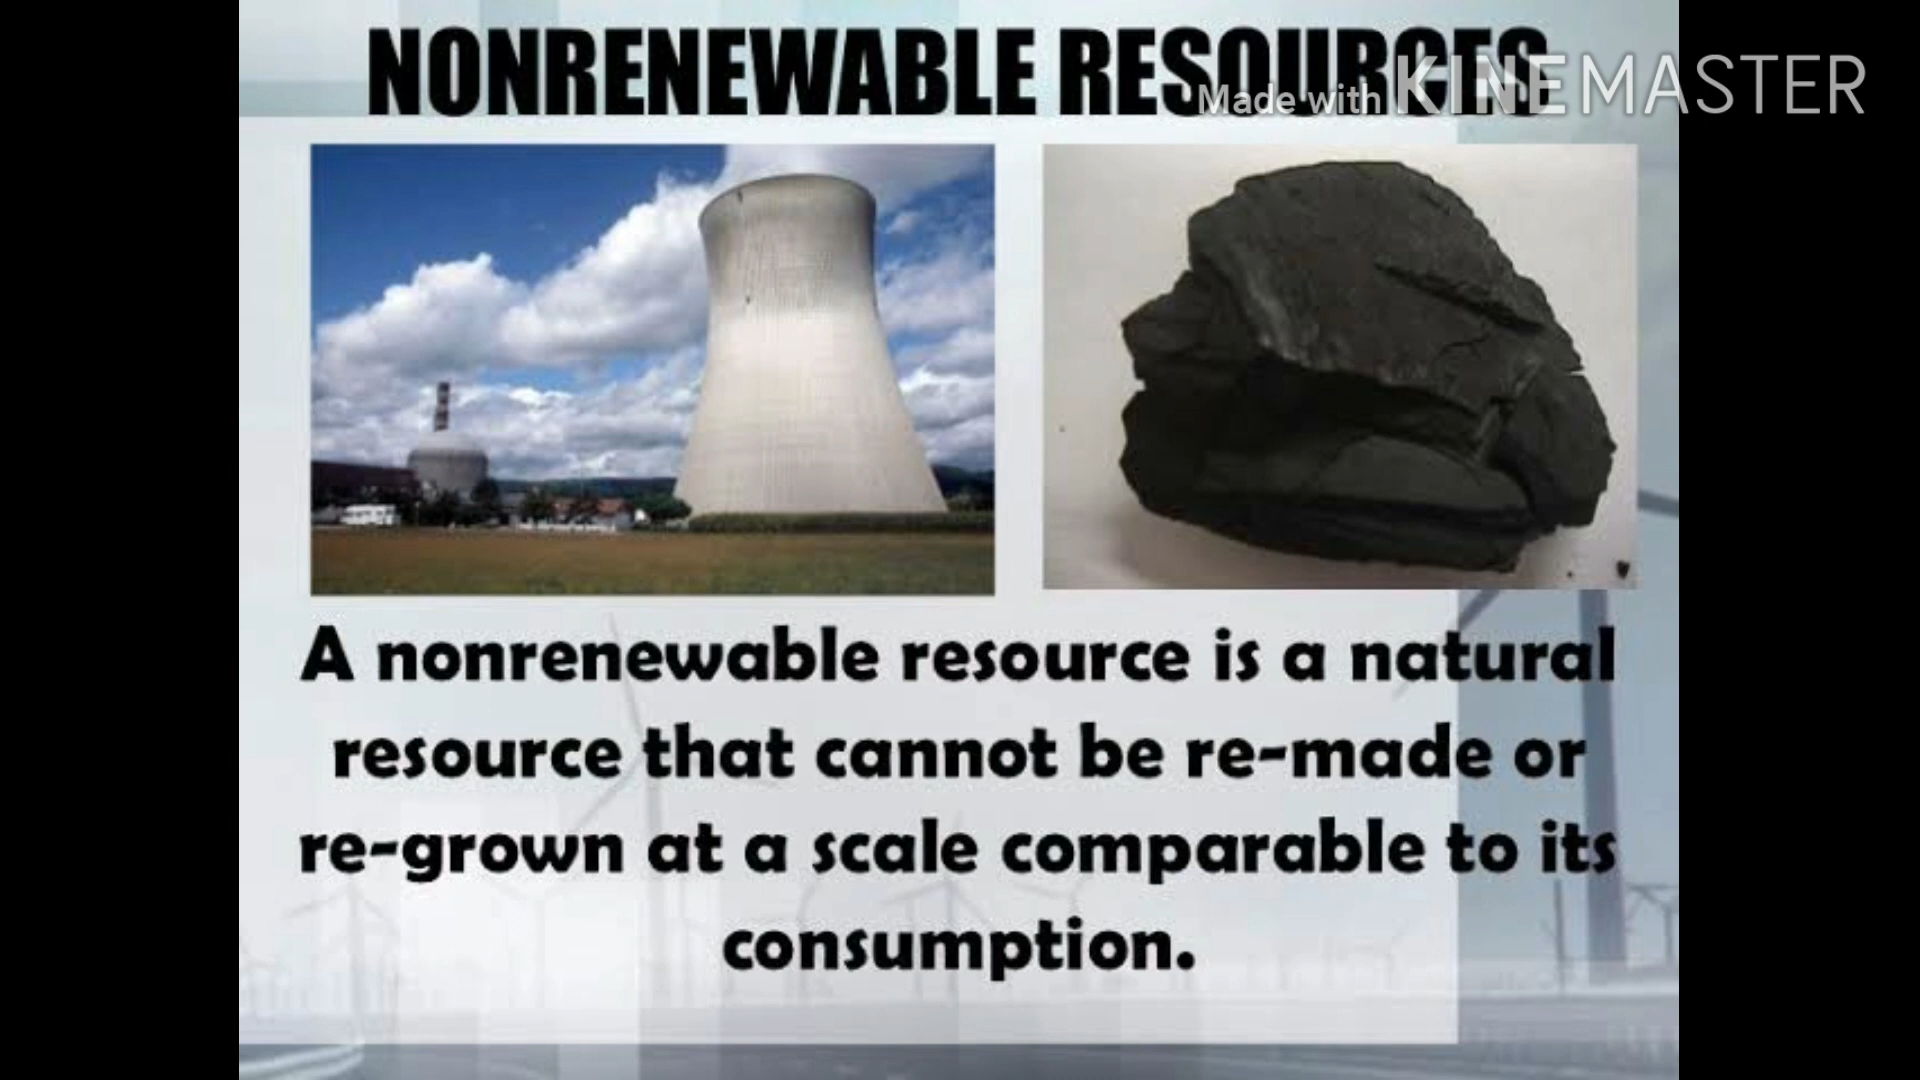 NONRENEWABLE RESOURCES
Made with KINEMASTER
A nonrenewable resource is a natural
resource that cannot be re-made or
re-grown at a scale comparable to its
consumption.